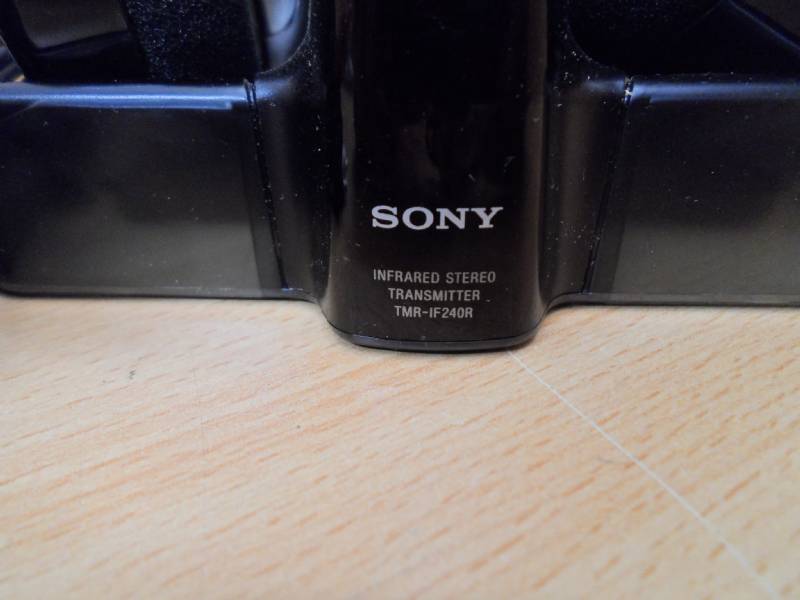 SONY
INFRARED STEREO
TRANSMITTER
TMR-IF240R